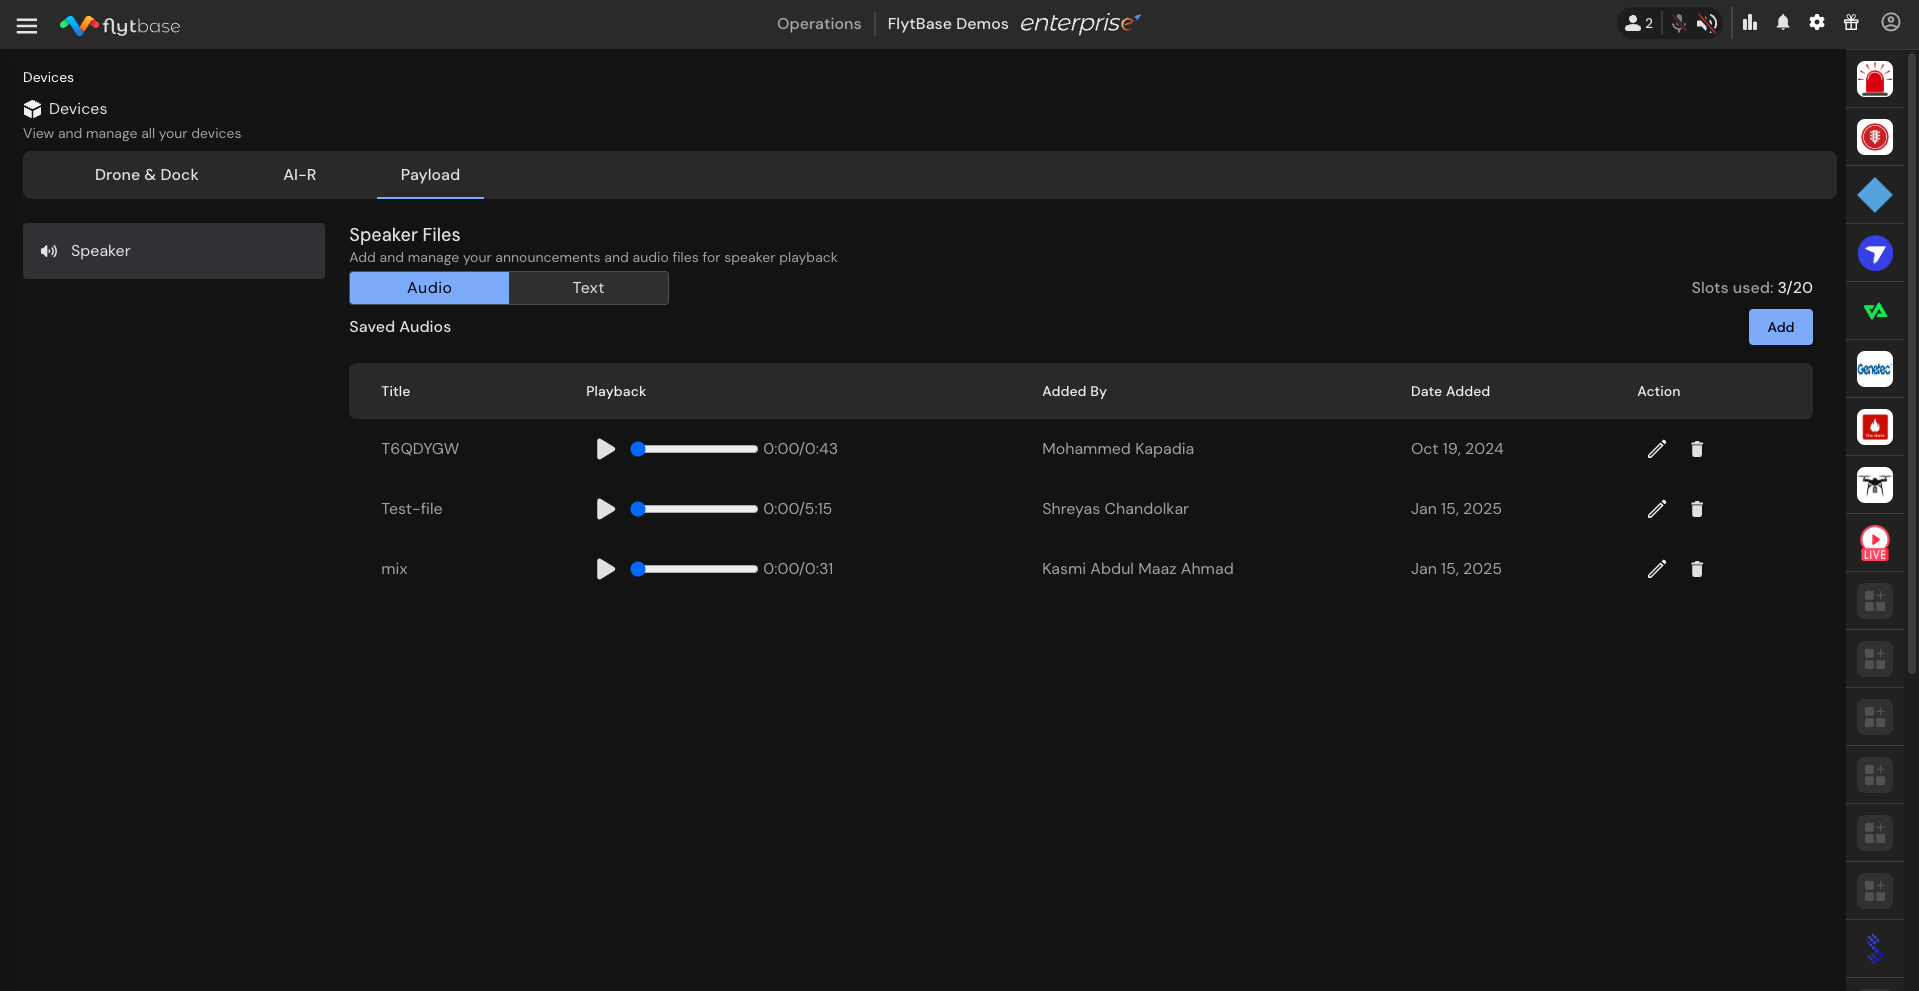 flytbase
Operations
FlytBase Demos enterprise
2
Devices
Devices
View and manage all your devices
Drone & Dock
AI-R
Payload
Speaker
Speaker Files
Add and manage your announcements and audio files for speaker playback
Audio
Text
Slots used: 3/20
Saved Audios
Add
Title Playback Added By Date Added Action
T6QDYGW 0:00/0:43 Mohammed Kapadia Oct 19, 2024
Test-file 0:00/5:15 Shreyas Chandolkar Jan 15, 2025
mix 0:00/0:31 Kasmi Abdul Maaz Ahmad Jan 15, 2025
Genetec
LIVE